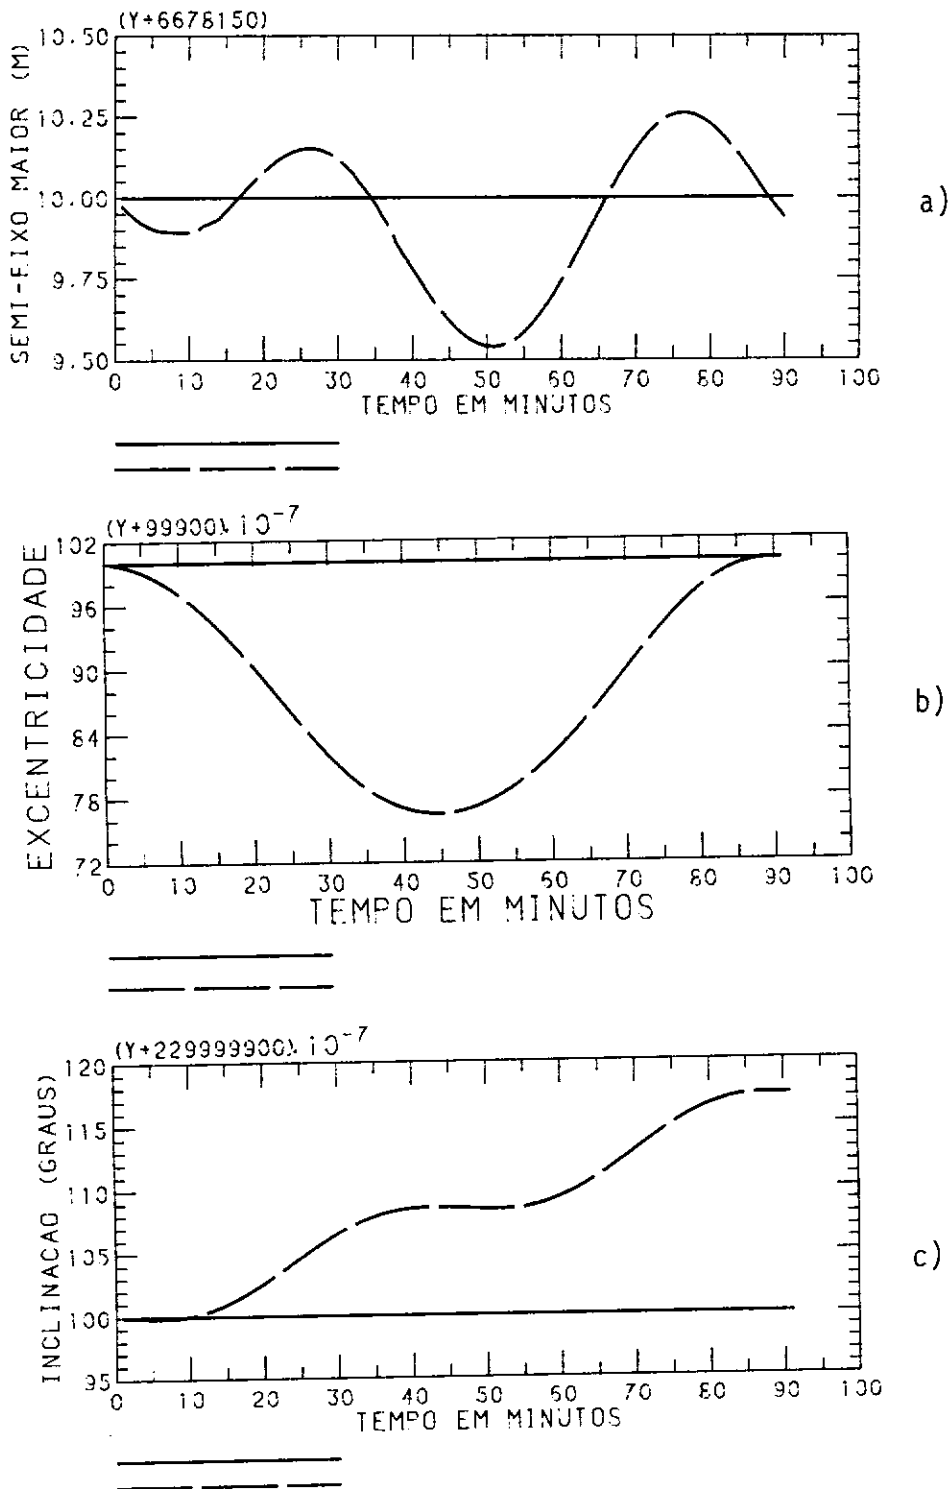 (Y+6678150)
10.50
10.25
10.00
9.75
9.50
SEMI-EIXO MAIOR (M)
0 10 20 30 40 50 60 70 80 90 100
TEMPO EM MINUTOS
a)
(Y+99900). 10-7
102
96
90
84
78
72
EXCENTRICIDADE
0 10 20 30 40 50 60 70 80 90 100
TEMPO EM MINUTOS
b)
(Y+229999900). 10-7
120
115
110
105
100
95
INCLINACAO (GRAUS)
0 10 20 30 40 50 60 70 80 90 100
TEMPO EM MINUTOS
c)